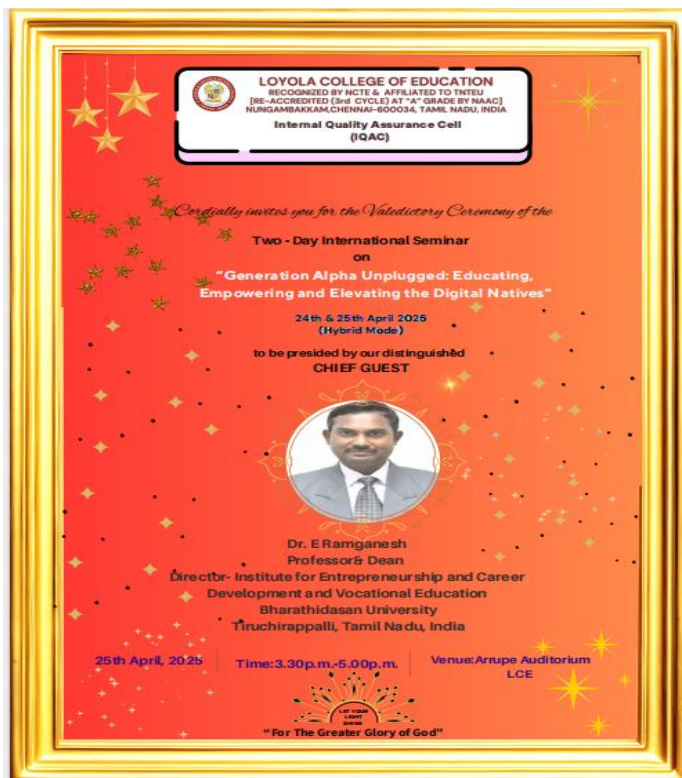 LOYOLA COLLEGE OF EDUCATION
RECOGNIZED BY NCTE & AFFILIATED TO TNTEU
[RE-ACCREDITED (3rd CYCLE) AT "A" GRADE BY NAAC]
NUNGAMBAKKAM,CHENNAI-600034, TAMIL NADU, INDIA
Internal Quality Assurance Cell
(IQAC)
Cordially invites you for the Valedictory Ceremony of the
Two - Day International Seminar
on
"Generation Alpha Unplugged: Educating,
Empowering and Elevating the Digital Natives"
24th & 25th April 2025
(Hybrid Mode)
to be presided by our distinguished
CHIEF GUEST
Dr. E Ramganesh
Professor& Dean
Director- Institute for Entrepreneurship and Career
Development and Vocational Education
Bharathidasan University
Tiruchirappalli, Tamil Nadu, India
25th April, 2025
Time:3.30p.m.-5.00p.m.
Venue:Arrupe Auditorium
LCE
LET YOUR
LIGHT
SHINE
"For The Greater Glory of God"